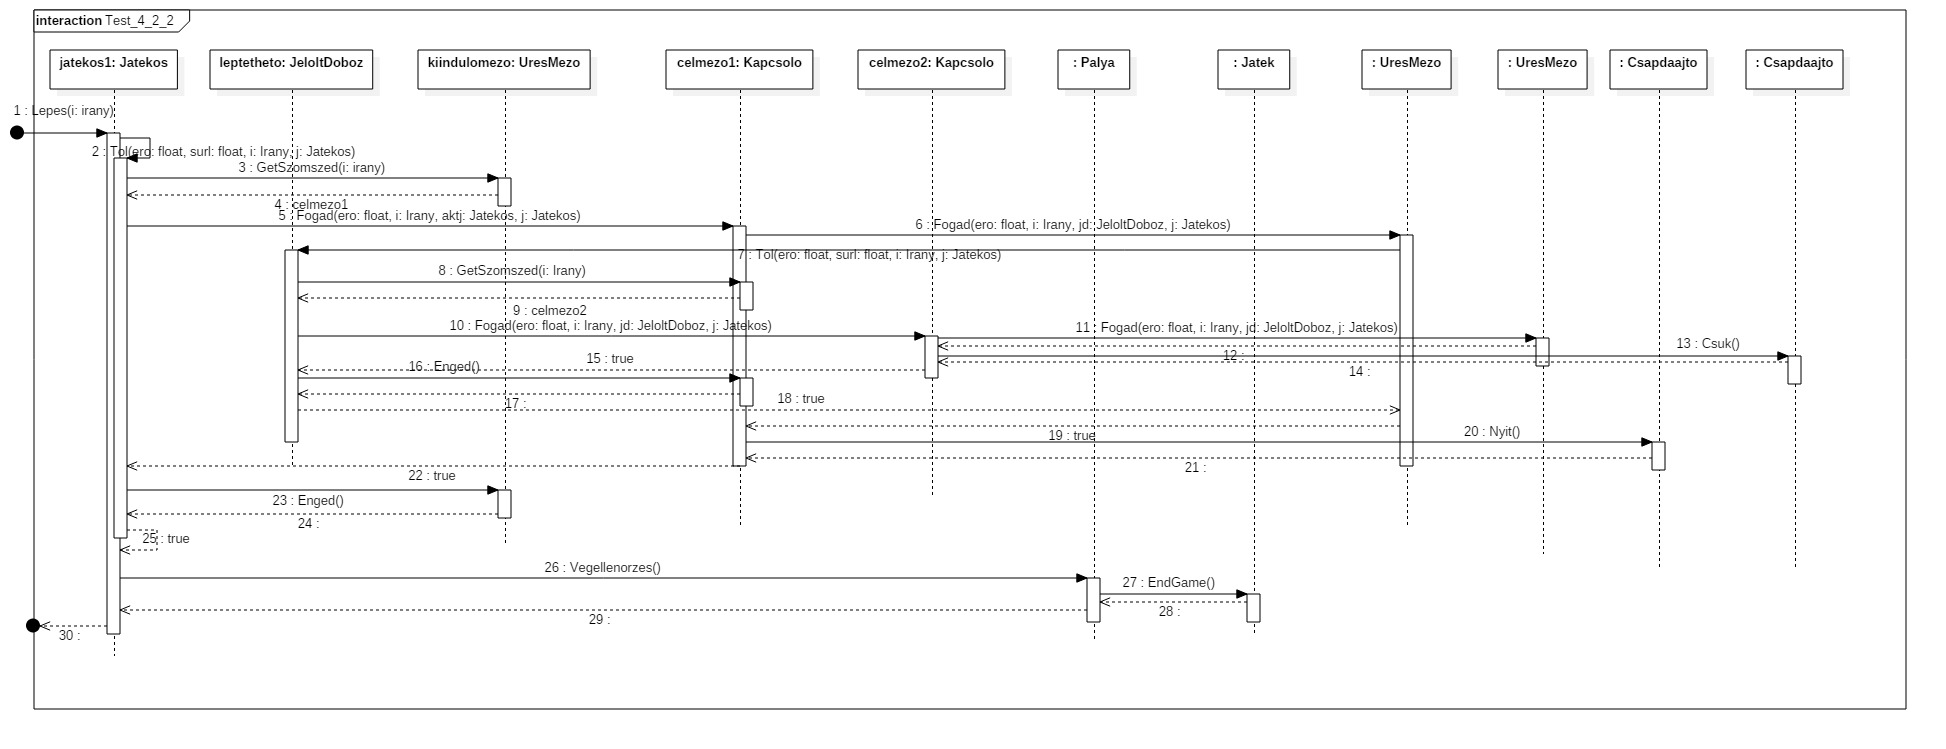 interaction Test_4_2_2
jatekos1: Jatekos
leptetheto: JeloltDoboz
kiindulomezo: UresMezo
celmezo1: Kapcsolo
celmezo2: Kapcsolo
: Palya
: Jatek
: UresMezo
: UresMezo
: Csapdaajto
: Csapdaajto
1 : Lepes(i: irany)
2 : Tol(ero: float, surl: float, i: Irany, j: Jatekos)
3 : GetSzomszed(i: irany)
4 : celmezo1
5 : Fogad(ero: float, i: Irany, aktj: Jatekos, j: Jatekos)
6 : Fogad(ero: float, i: Irany, jd: JeloltDoboz, j: Jatekos)
7 : Tol(ero: float, surl: float, i: Irany, j: Jatekos)
8 : GetSzomszed(i: Irany)
9 : celmezo2
10 : Fogad(ero: float, i: Irany, jd: JeloltDoboz, j: Jatekos)
11 : Fogad(ero: float, i: Irany, jd: JeloltDoboz, j: Jatekos)
12 :
13 : Csuk()
14 :
15 : true
16 : Enged()
17 :
18 : true
19 : true
20 : Nyit()
21 :
22 : true
23 : Enged()
24 :
25 : true
26 : Vegellenorzes()
27 : EndGame()
28 :
29 :
30 :